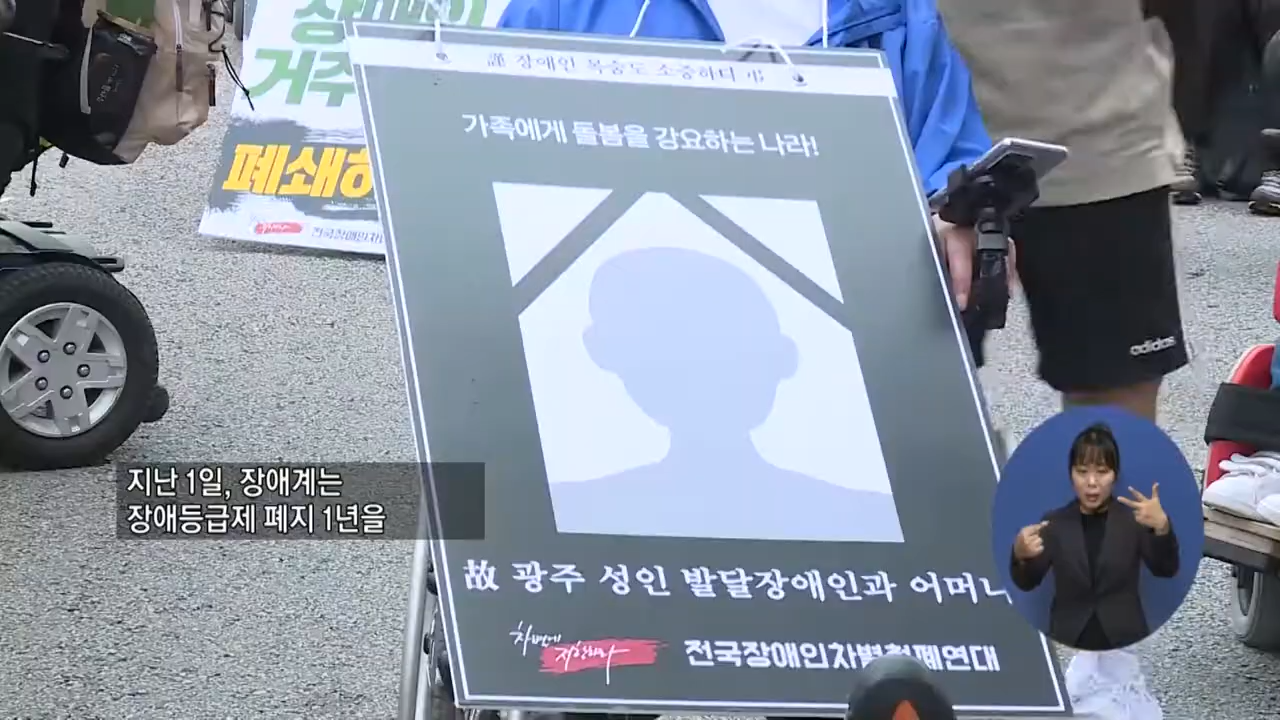 장애인
거주
폐쇄하
전국장애인차
謹 장애인 목숨도 소중하다 弔
가족에게 돌봄을 강요하는 나라!
故 광주 성인 발달장애인과 어머니
차별에
저항하라
전국장애인차별철폐연대
adidas
지난 1일, 장애계는
장애등급제 폐지 1년을